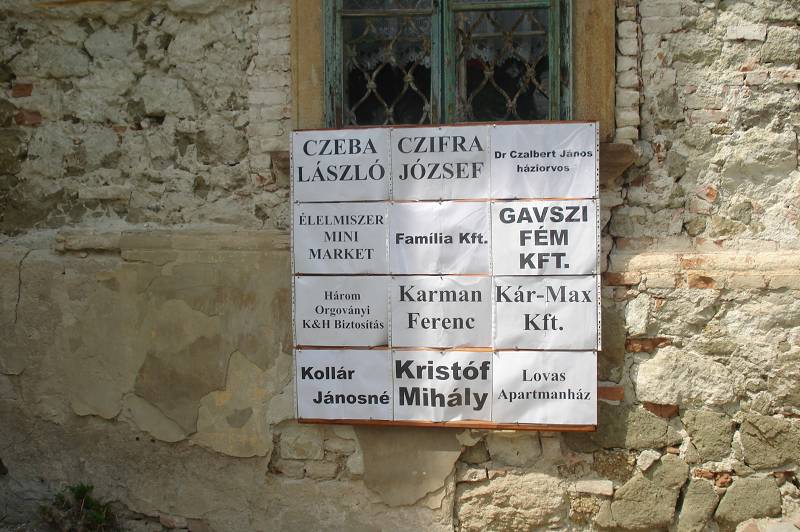 CZEBA
LÁSZLÓ
CZIFRA
JÓZSEF
Dr Czalbert János
háziorvos
ÉLELMISZER
MINI
MARKET
Família Kft.
GAVSZI
FÉM
KFT.
Három
Orgoványi
K&H Biztosítás
Karman
Ferenc
Kár-Max
Kft.
Kollár
Jánosné
Kristóf
Mihály
Lovas
Apartmanház